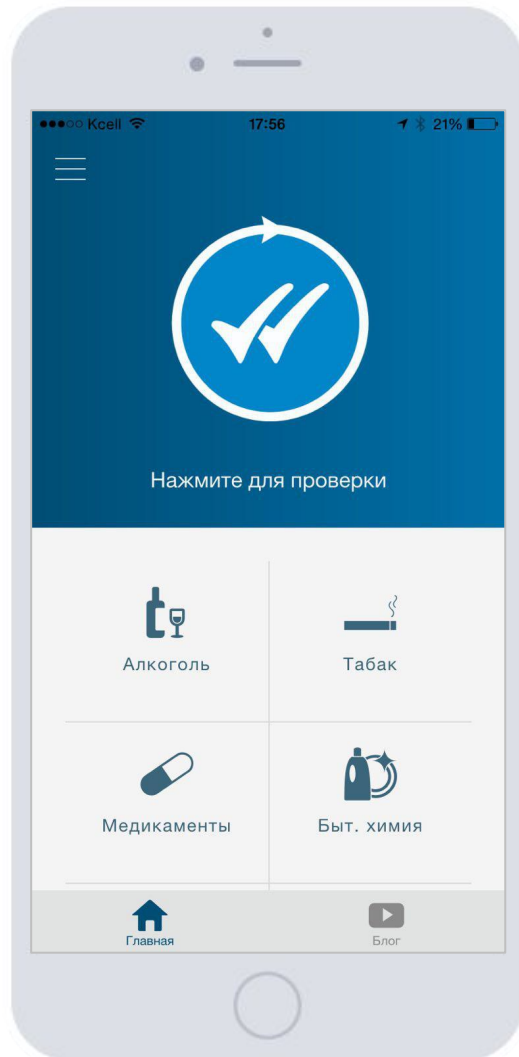 Kcell 17:56 21%
Нажмите для проверки
Алкоголь Табак
Медикаменты Быт. химия
Главная Блог